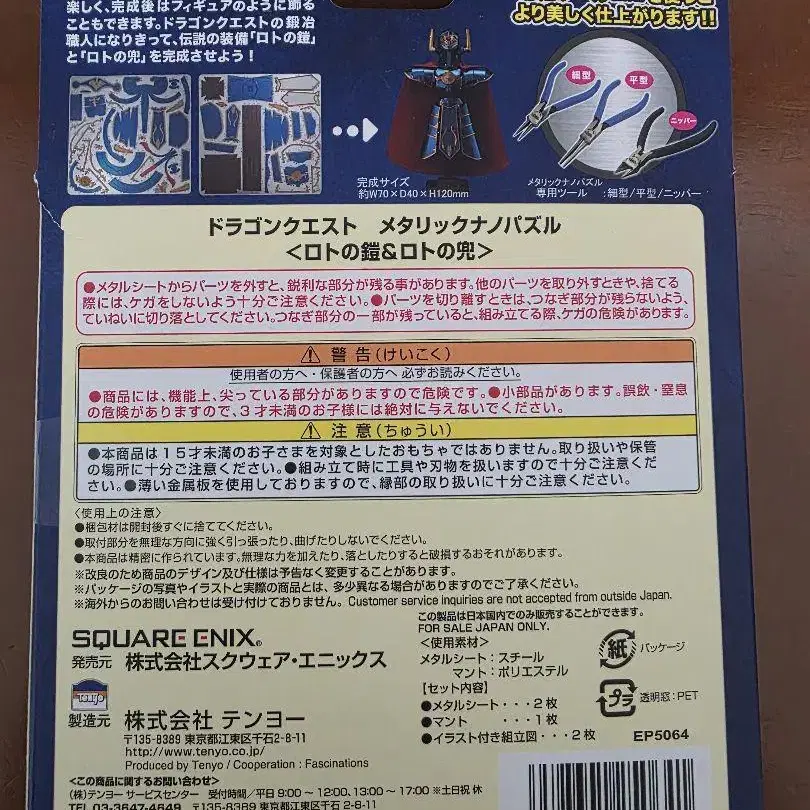 楽しく、完成後はフィギュアのように飾る
こともできます。ドラゴンクエストの鍛冶
職人になりきって、伝説の装備「ロトの鎧」
と「ロトの兜」を完成させよう！
より美しく仕上がります!!
細型
平型
ニッパー
完成サイズ
約W70×D40×H120mm
メタリックナノパズル
専用ツール ：細型/平型/ニッパー
ドラゴンクエスト メタリックナノパズル
＜ロトの鎧&ロトの兜＞
●メタルシートからパーツを外すと、鋭利な部分が残る事があります。他のパーツを取り外すときや、捨てる
際には、ケガをしないよう十分ご注意ください。●パーツを切り離すときは、つなぎ部分が残らないよう、
ていねいに切り落としてください。つなぎ部分の一部が残っていると、組み立てる際、ケガの危険があります。
⚠ 警告(けいこく)
使用者の方へ・保護者の方へ 必ずお読みください。
●商品には、機能上、尖っている部分がありますので危険です。●小部品があります。誤飲・窒息
の危険がありますので、3才未満のお子様には絶対に与えないでください。
⚠ 注意(ちゅうい)
●本商品は15才未満のお子さまを対象としたおもちゃではありません。取り扱いや保管
の場所に十分ご注意ください。●組み立て時に工具や刃物を扱いますので十分ご注意くださ
い。●薄い金属板を使用しておりますので、縁部の取り扱いに十分ご注意ください。
〈使用上の注意〉
●梱包材は開封後すぐに捨ててください。
●取付部分を無理な方向に強く引っ張ったり、曲げたりしないでください。
●本商品は精密に作られています。無理な力を加えたり、落としたりすると破損するおそれがあります。
※改良のため商品のデザイン及び仕様は予告なく変更することがあります。
※パッケージの写真やイラストと実際の商品とは、多少異なる場合がありますのでご了承ください。
※海外からのお問い合わせは受け付けておりません。Customer service inquiries are not accepted from outside Japan.
SQUARE ENIX®
発売元 株式会社スクウェア・エニックス
Tenyo
製造元 株式会社 テンヨー
〒135-8389 東京都江東区千石2-8-11
http://www.tenyo.co.jp/
Produced by Tenyo / Cooperation : Fascinations
＜この商品に関するお問い合わせ＞
(株)テンヨー サービスセンター 受付時間/平日 9:00～12:00、13:00～17:00 ※土日祝 休
TEL 03-3647-4649 〒135-8389 東京都江東区千石2-8-11
この製品は日本国内でのみ販売することができます。
FOR SALE JAPAN ONLY.
＜使用素材＞
メタルシート：スチール
マント：ポリエステル
【セット内容】
●メタルシート・・・2枚
●マント・・・・・・1枚
●イラスト付き組立図・・・2枚
紙 パッケージ
プラ 透明窓：PET
EP5064